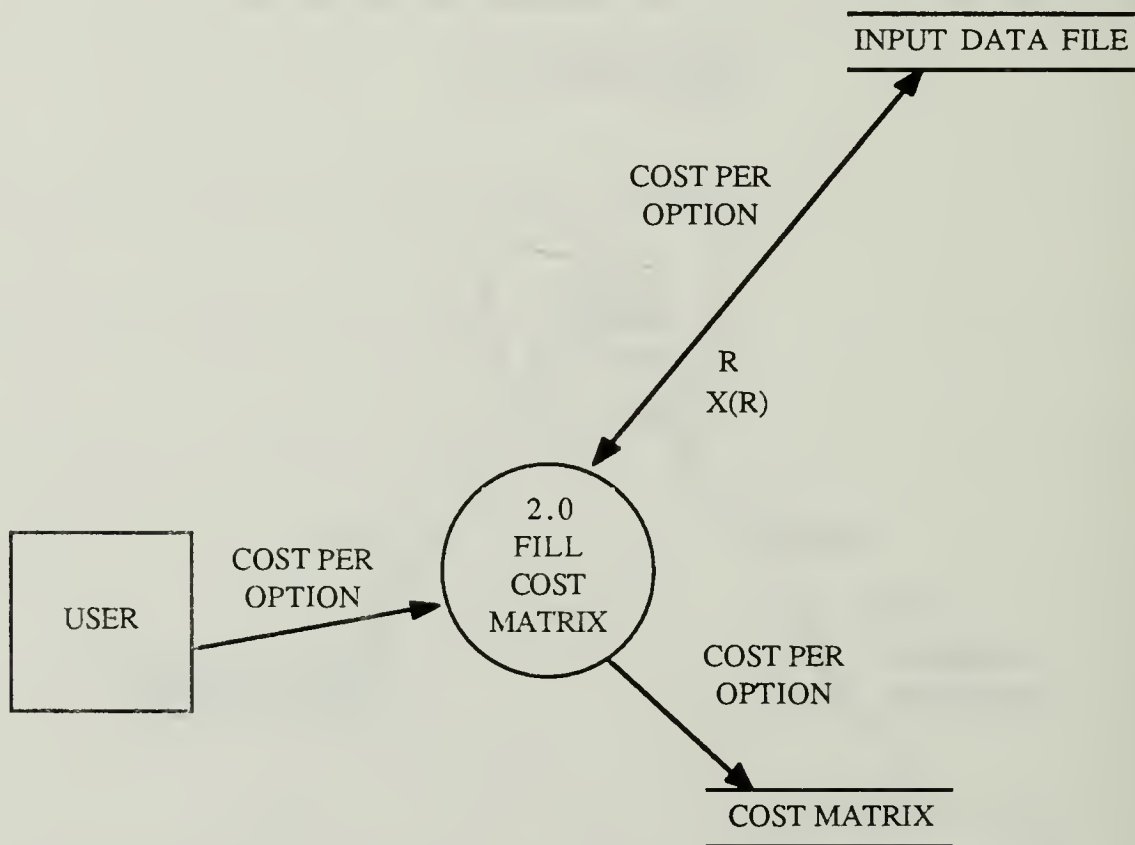 INPUT DATA FILE
COST PER
OPTION
R
X(R)
2.0
FILL
COST
MATRIX
COST PER
OPTION
USER
COST PER
OPTION
COST MATRIX